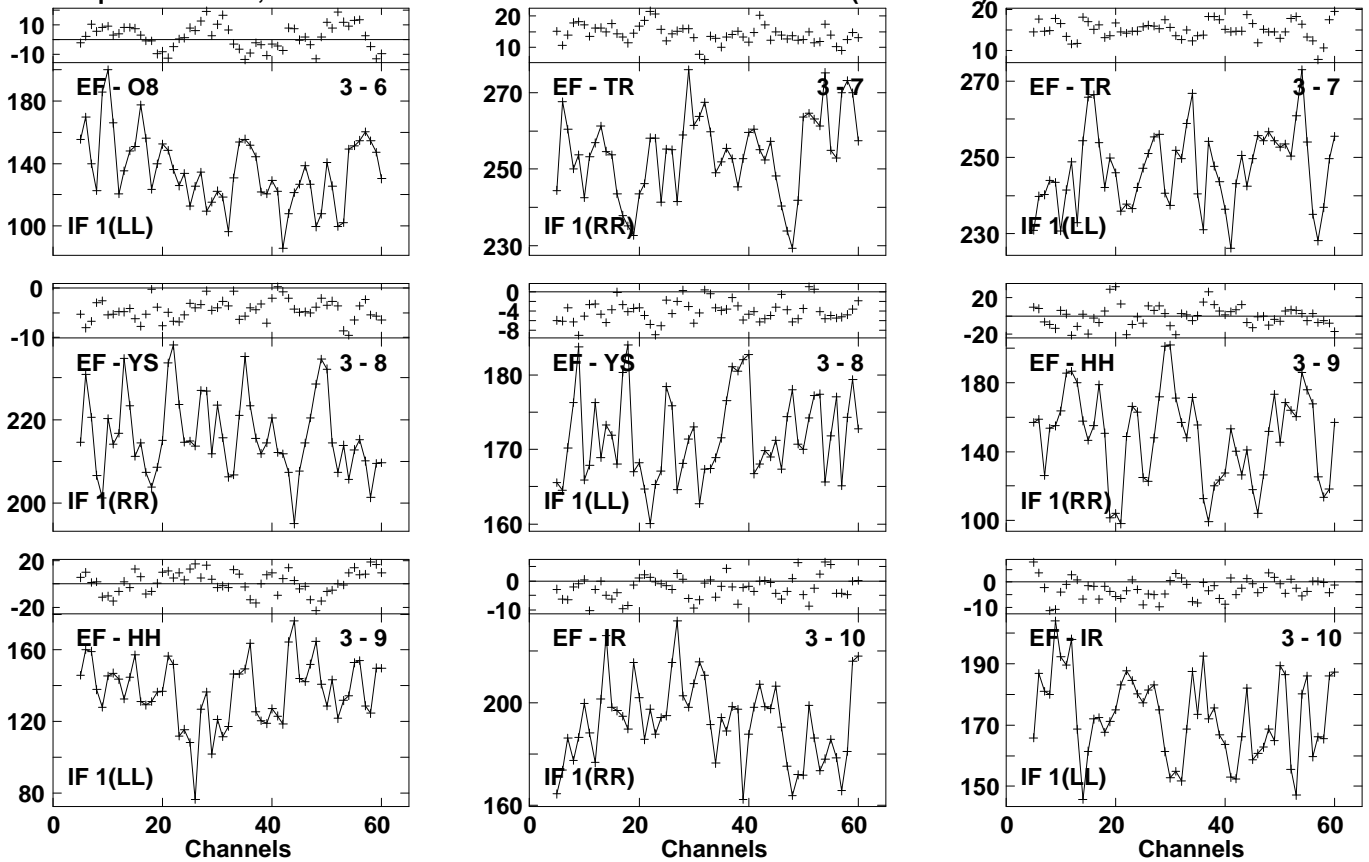 10
0
-10
EF - O8 3 - 6
180
140
100
IF 1(LL)
20
10
EF - TR 3 - 7
270
250
230
IF 1(RR)
20
10
EF - TR 3 - 7
270
250
230
IF 1(LL)
0
-10
EF - YS 3 - 8
220
200
IF 1(RR)
0
-4
-8
EF - YS 3 - 8
180
170
160
IF 1(LL)
20
0
-20
EF - HH 3 - 9
180
140
100
IF 1(RR)
20
0
-20
EF - HH 3 - 9
160
120
80
IF 1(LL)
0 20 40 60
Channels
0
-10
EF - IR 3 - 10
200
160
IF 1(RR)
0 20 40 60
Channels
0
-10
EF - IR 3 - 10
190
170
150
IF 1(LL)
0 20 40 60
Channels